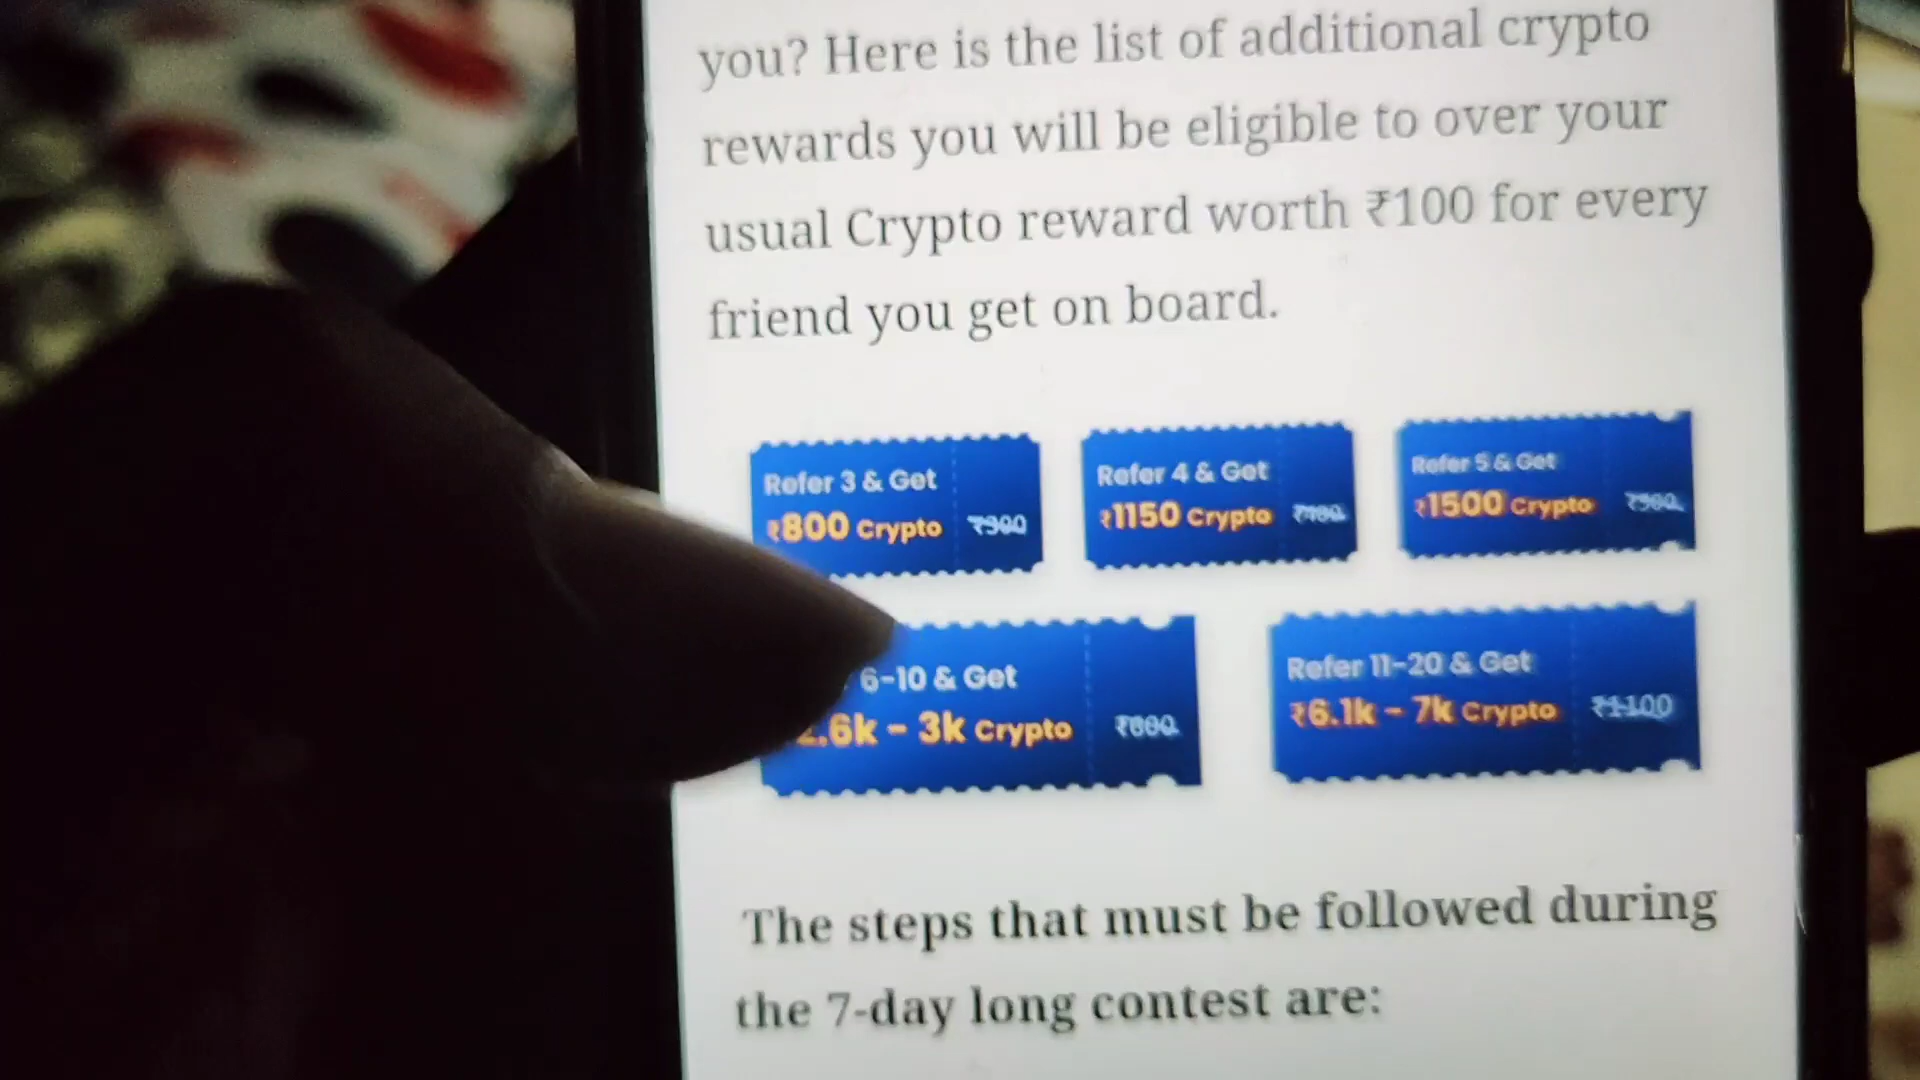 you? Here is the list of additional crypto
rewards you will be eligible to over your
usual Crypto reward worth ₹100 for every
friend you get on board.
Refer 3 & Get
₹800 Crypto
Refer 4 & Get
₹1150 Crypto
Refer 5 & Get
₹1500 Crypto
6-10 & Get
.6k - 3k Crypto
Refer 11-20 & Get
₹6.1k - 7k Crypto ₹1100
The steps that must be followed during
the 7-day long contest are: